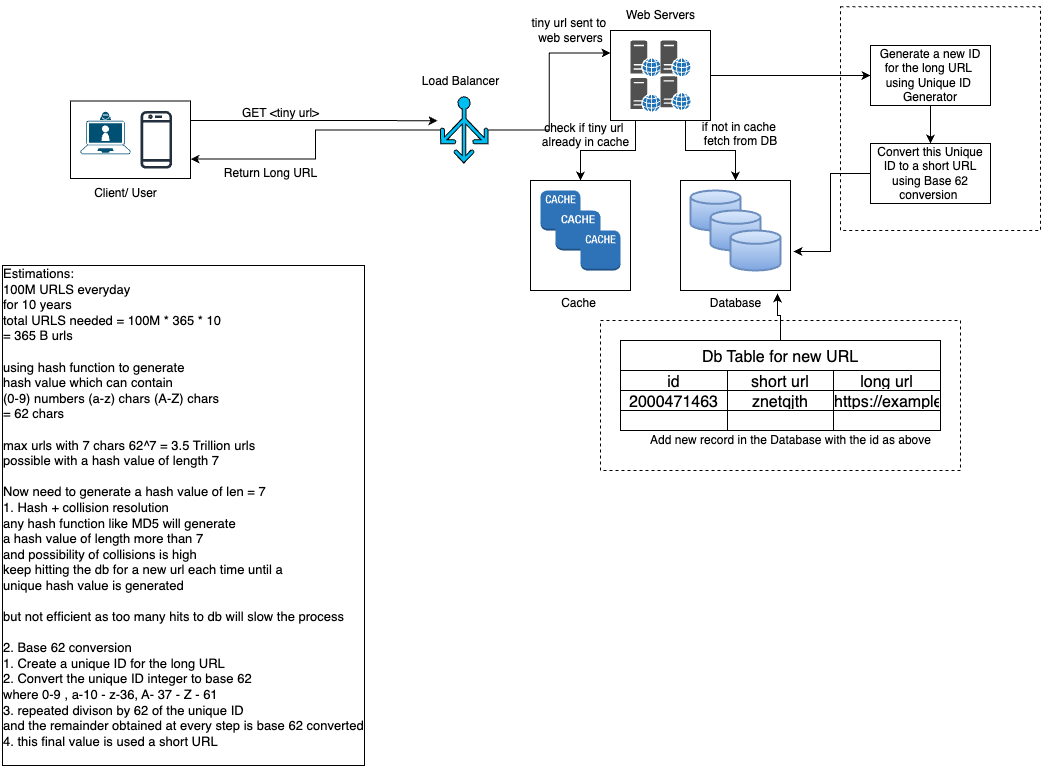 tiny url sent to
web servers
Web Servers
Load Balancer
GET <tiny url>
Return Long URL
Client/ User
check if tiny url
already in cache
if not in cache
fetch from DB
Generate a new ID
for the long URL
using Unique ID
Generator
Convert this Unique
ID to a short URL
using Base 62
conversion
CACHE
CACHE
CACHE
Cache
Database
Db Table for new URL
id short url long url
2000471463 znetqjth https://example
Add new record in the Database with the id as above
Estimations:
100M URLS everyday
for 10 years
total URLS needed = 100M * 365 * 10
= 365 B urls
using hash function to generate
hash value which can contain
(0-9) numbers (a-z) chars (A-Z) chars
= 62 chars
max urls with 7 chars 62^7 = 3.5 Trillion urls
possible with a hash value of length 7
Now need to generate a hash value of len = 7
1. Hash + collision resolution
any hash function like MD5 will generate
a hash value of length more than 7
and possibility of collisions is high
keep hitting the db for a new url each time until a
unique hash value is generated
but not efficient as too many hits to db will slow the process
2. Base 62 conversion
1. Create a unique ID for the long URL
2. Convert the unique ID integer to base 62
where 0-9 , a-10 - z-36, A- 37 - Z - 61
3. repeated divison by 62 of the unique ID
and the remainder obtained at every step is base 62 converted
4. this final value is used a short URL